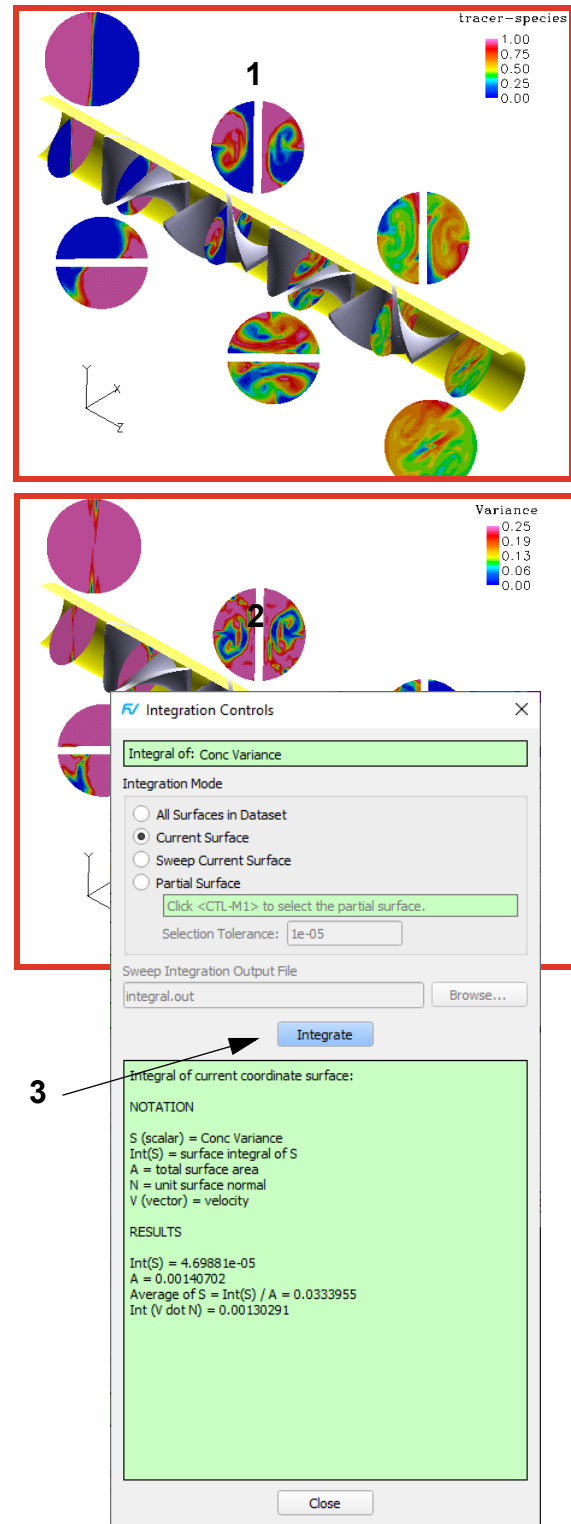 tracer-species
1.00
0.75
0.50
0.25
0.00
1
Y
X
Z
Variance
0.25
0.19
0.13
0.06
0.00
2
Y
FV Integration Controls
Integral of: Conc Variance
Integration Mode
All Surfaces in Dataset
Current Surface
Sweep Current Surface
Partial Surface
Click <CTL-M1> to select the partial surface.
Selection Tolerance: 1e-05
Sweep Integration Output File
integral.out Browse...
Integrate
3
Integral of current coordinate surface:
NOTATION
S (scalar) = Conc Variance
Int(S) = surface integral of S
A = total surface area
N = unit surface normal
V (vector) = velocity
RESULTS
Int(S) = 4.69881e-05
A = 0.00140702
Average of S = Int(S) / A = 0.0333955
Int (V dot N) = 0.00130291
Close